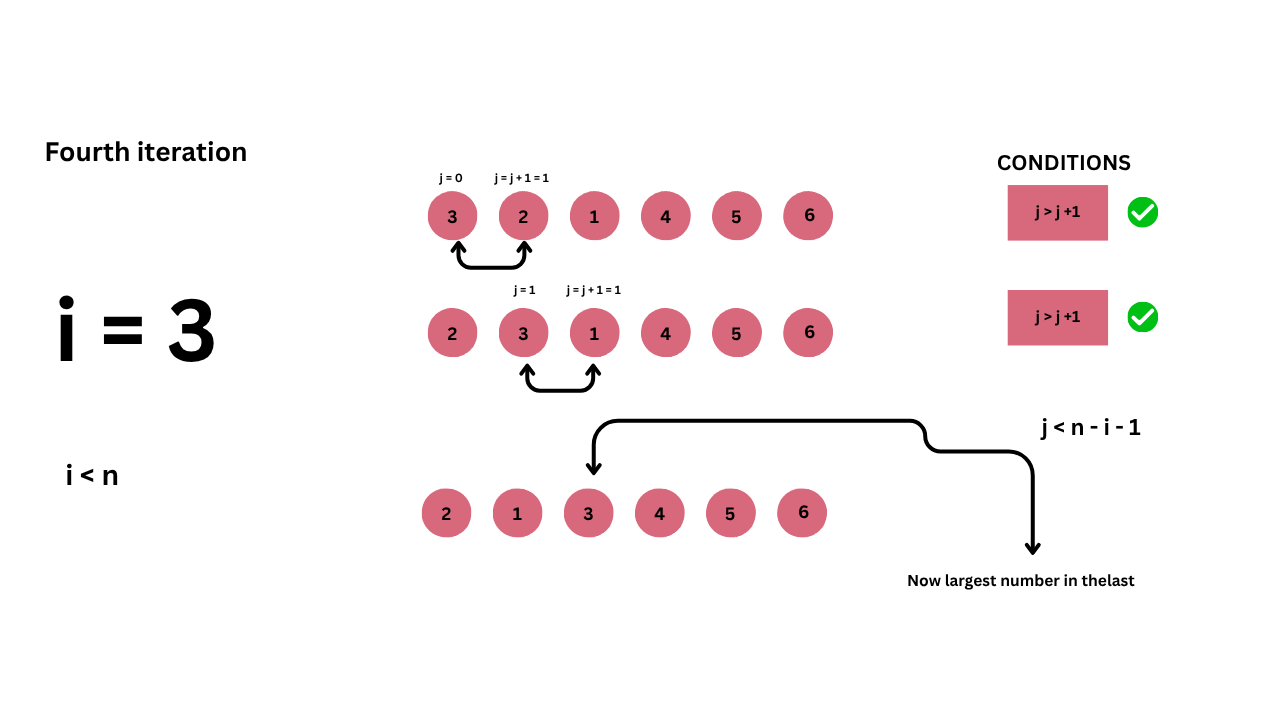 Fourth iteration
CONDITIONS
j = 0 j = j + 1 = 1
3 2 1 4 5 6
j > j +1
j = 1 j = j + 1 = 1
i = 3
2 3 1 4 5 6
j > j +1
j < n - i - 1
i < n
2 1 3 4 5 6
Now largest number in thelast